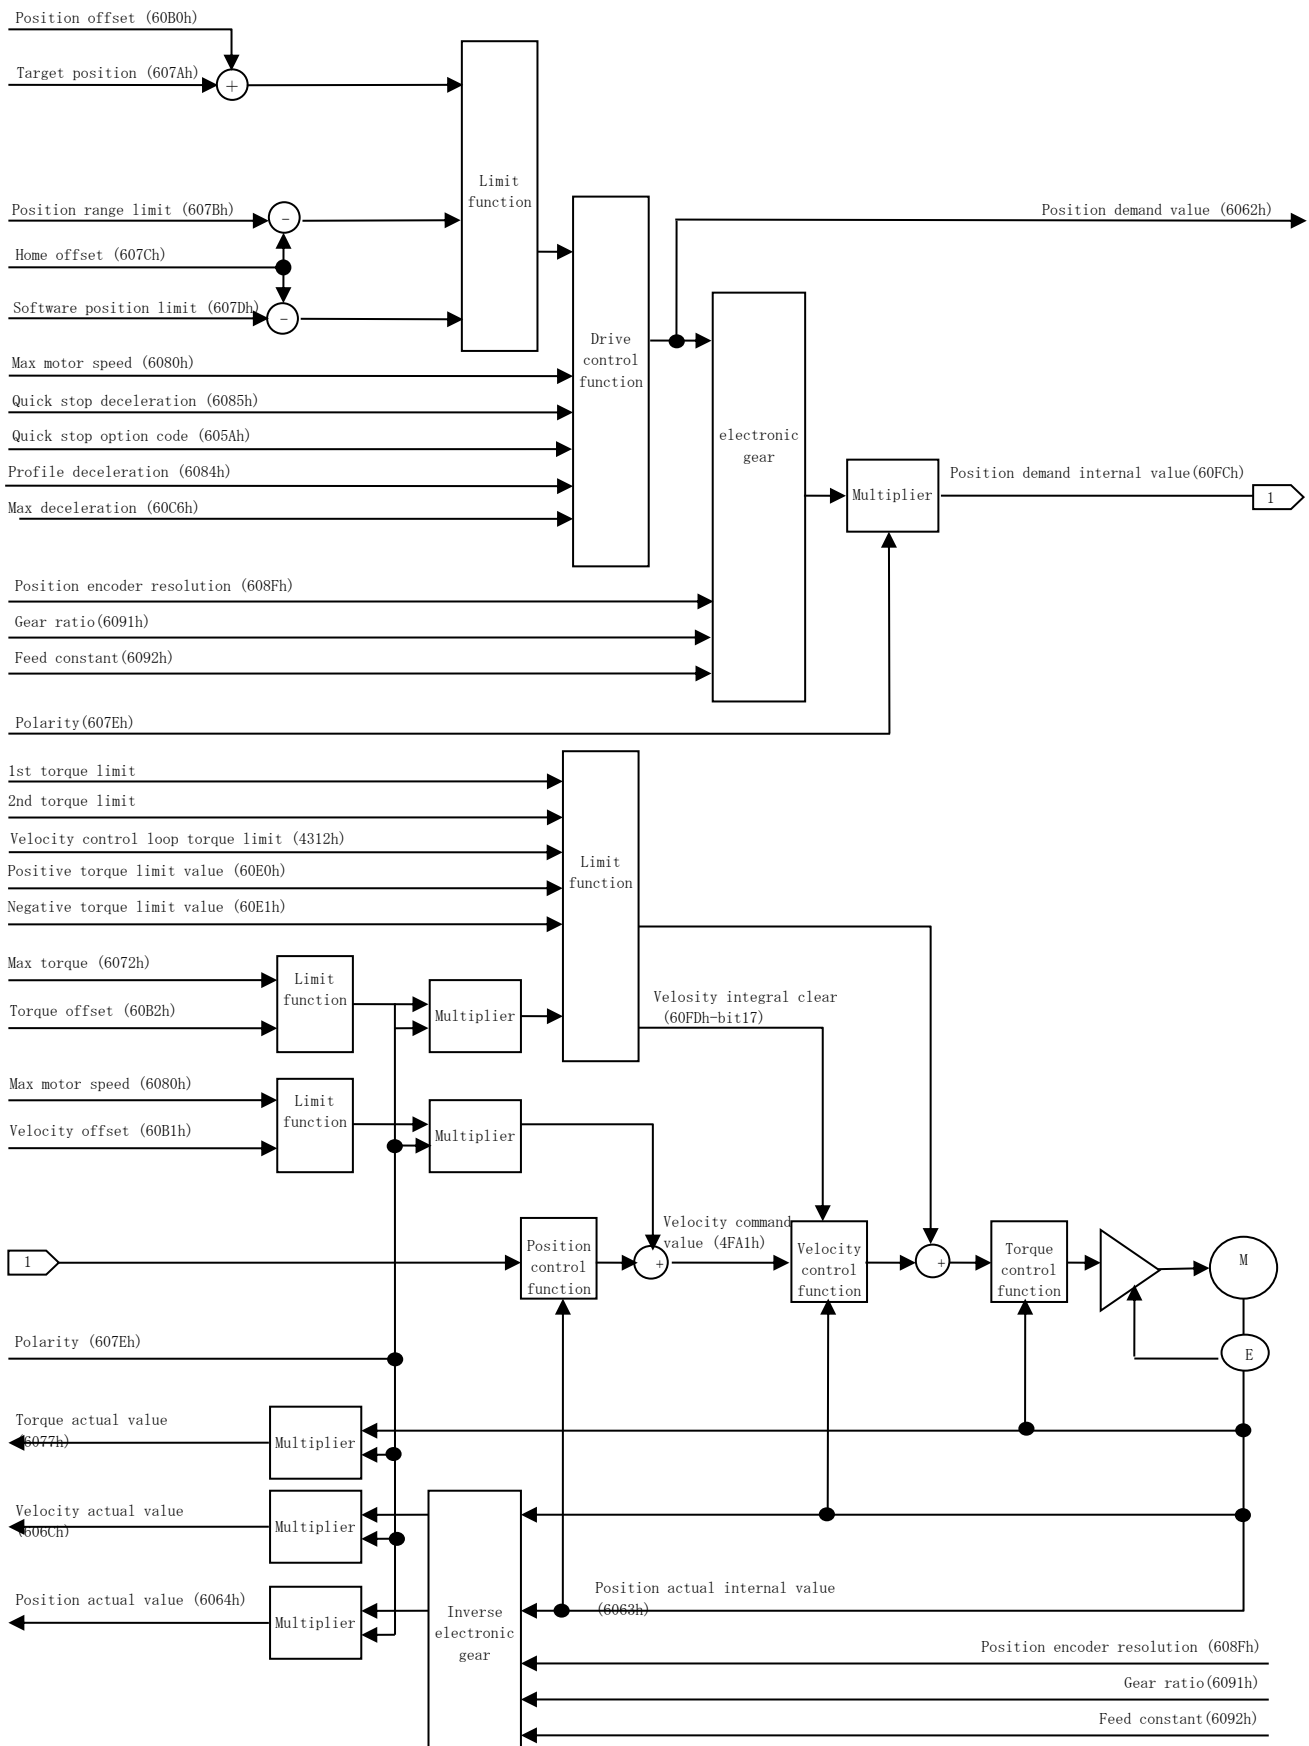 Position offset (60B0h)
Target position (607Ah)
+
Limit
function
Position range limit (607Bh)
-
Position demand value (6062h)
Home offset (607Ch)
Software position limit (607Dh)
-
Drive
control
function
Max motor speed (6080h)
Quick stop deceleration (6085h)
Quick stop option code (605Ah)
electronic
gear
Profile deceleration (6084h)
Position demand internal value(60FCh)
Multiplier
1
Max deceleration (60C6h)
Position encoder resolution (608Fh)
Gear ratio(6091h)
Feed constant(6092h)
Polarity(607Eh)
1st torque limit
2nd torque limit
Velocity control loop torque limit (4312h)
Limit
function
Positive torque limit value (60E0h)
Negative torque limit value (60E1h)
Max torque (6072h)
Limit
function
Torque offset (60B2h)
Multiplier
Velosity integral clear
(60FDh-bit17)
Max motor speed (6080h)
Limit
function
Velocity offset (60B1h)
Multiplier
Velocity command
value (4FA1h)
1
Position
control
function
+
Velocity
control
function
+
Torque
control
function
M
Polarity (607Eh)
E
Torque actual value
(6077h)
Multiplier
Velocity actual value
(606Ch)
Multiplier
Position actual internal value
(6063h)
Position actual value (6064h)
Multiplier
Inverse
electronic
gear
Position encoder resolution (608Fh)
Gear ratio(6091h)
Feed constant(6092h)